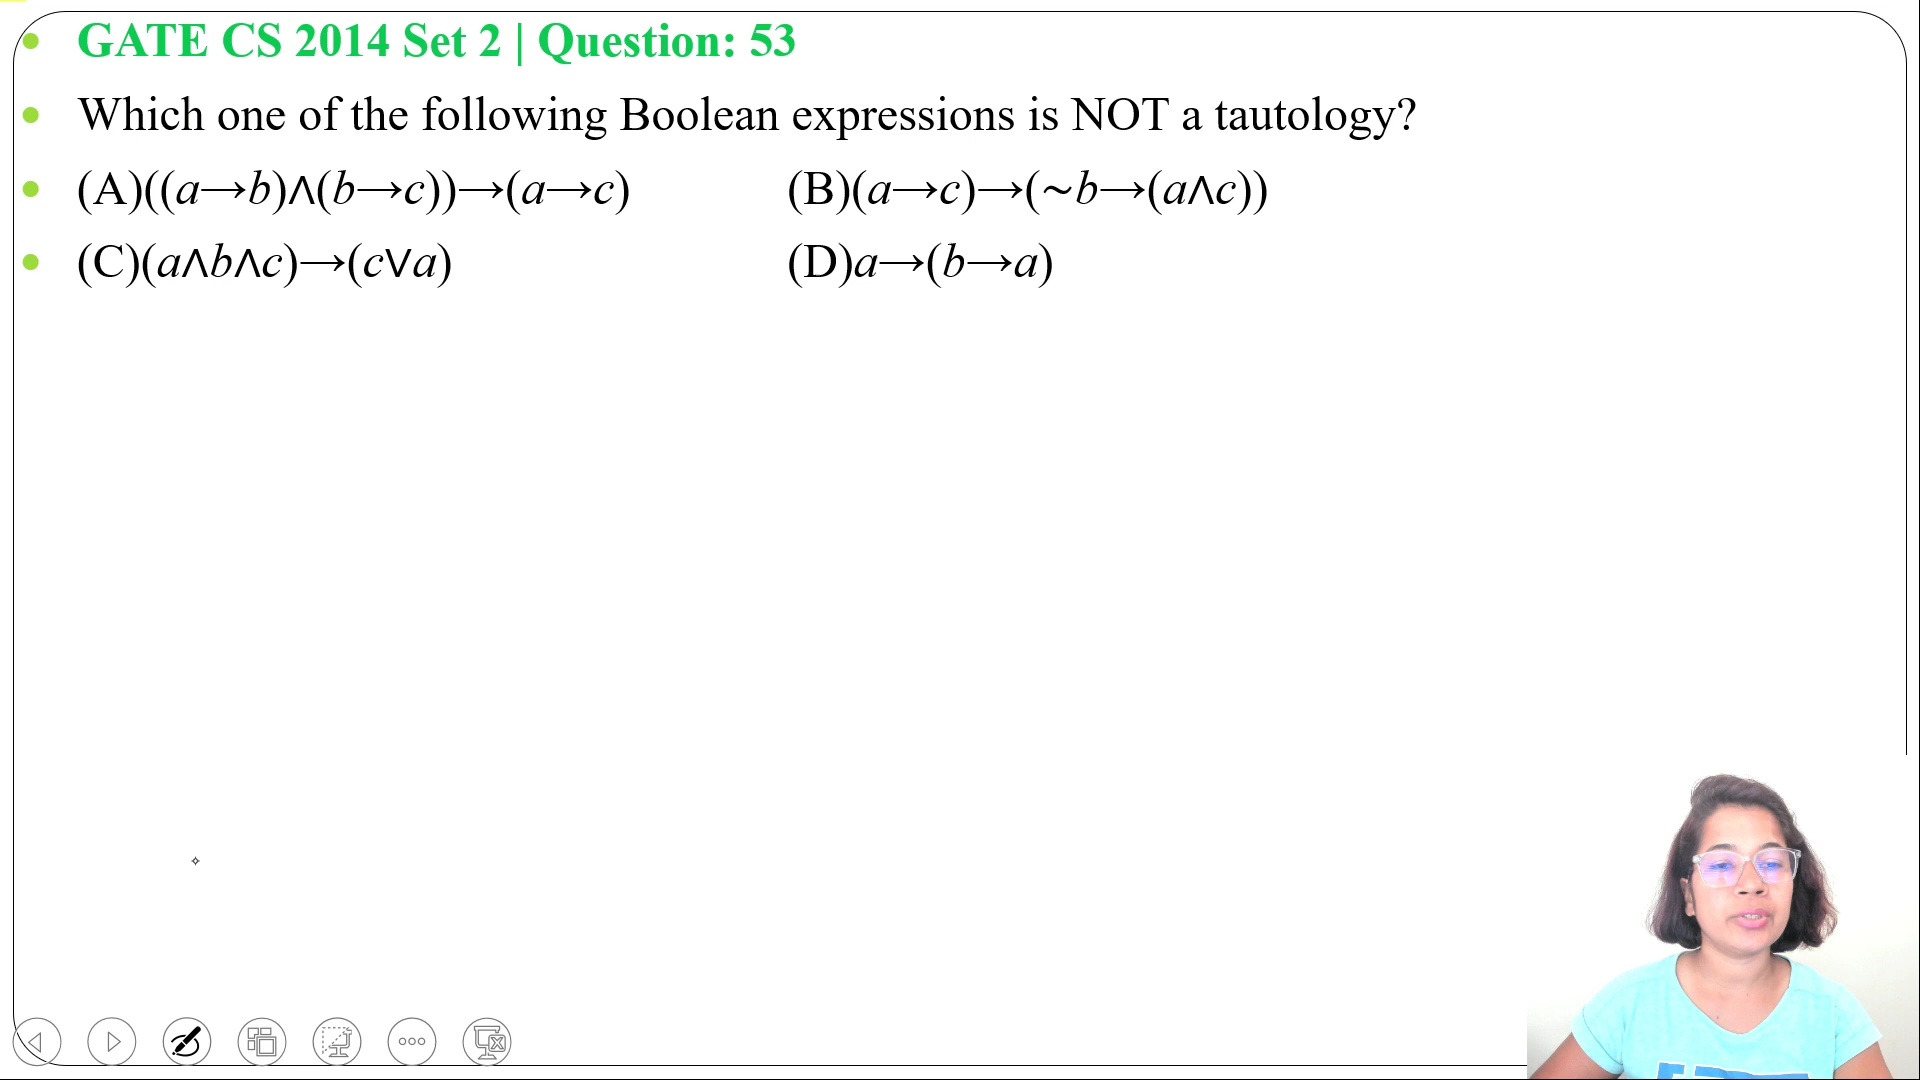 GATE CS 2014 Set 2 | Question: 53
Which one of the following Boolean expressions is NOT a tautology?
(A)((a→b)∧(b→c))→(a→c) (B)(a→c)→(∼b→(a∧c))
(C)(a∧b∧c)→(c∨a) (D)a→(b→a)